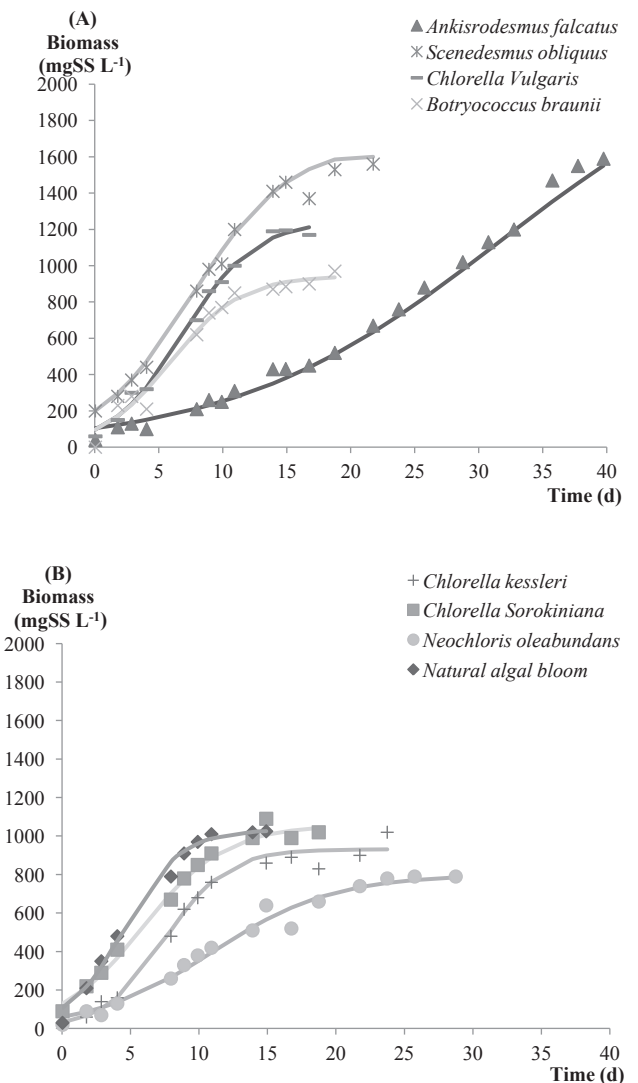 (A)
Biomass
(mgSS L-1)
Ankisrodesmus falcatus
Scenedesmus obliquus
Chlorella Vulgaris
Botryococcus braunii
2000
1800
1600
1400
1200
1000
800
600
400
200
0
0 5 10 15 20 25 30 35 40
Time (d)
(B)
Biomass
(mgSS L-1)
Chlorella kessleri
Chlorella Sorokiniana
Neochloris oleabundans
Natural algal bloom
2000
1800
1600
1400
1200
1000
800
600
400
200
0
0 5 10 15 20 25 30 35 40
Time (d)